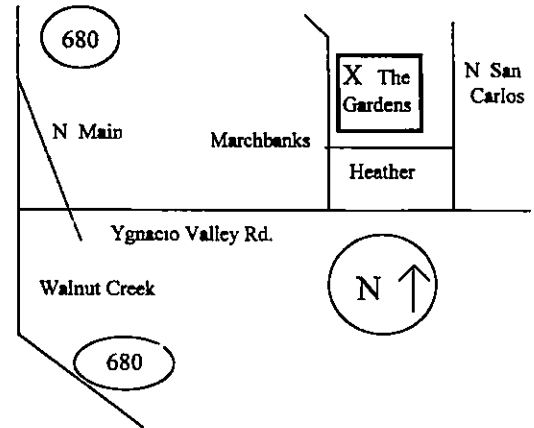 680
X The
Gardens
N San
Carlos
N Main
Marchbanks
Heather
Ygnacio Valley Rd.
Walnut Creek
N
680